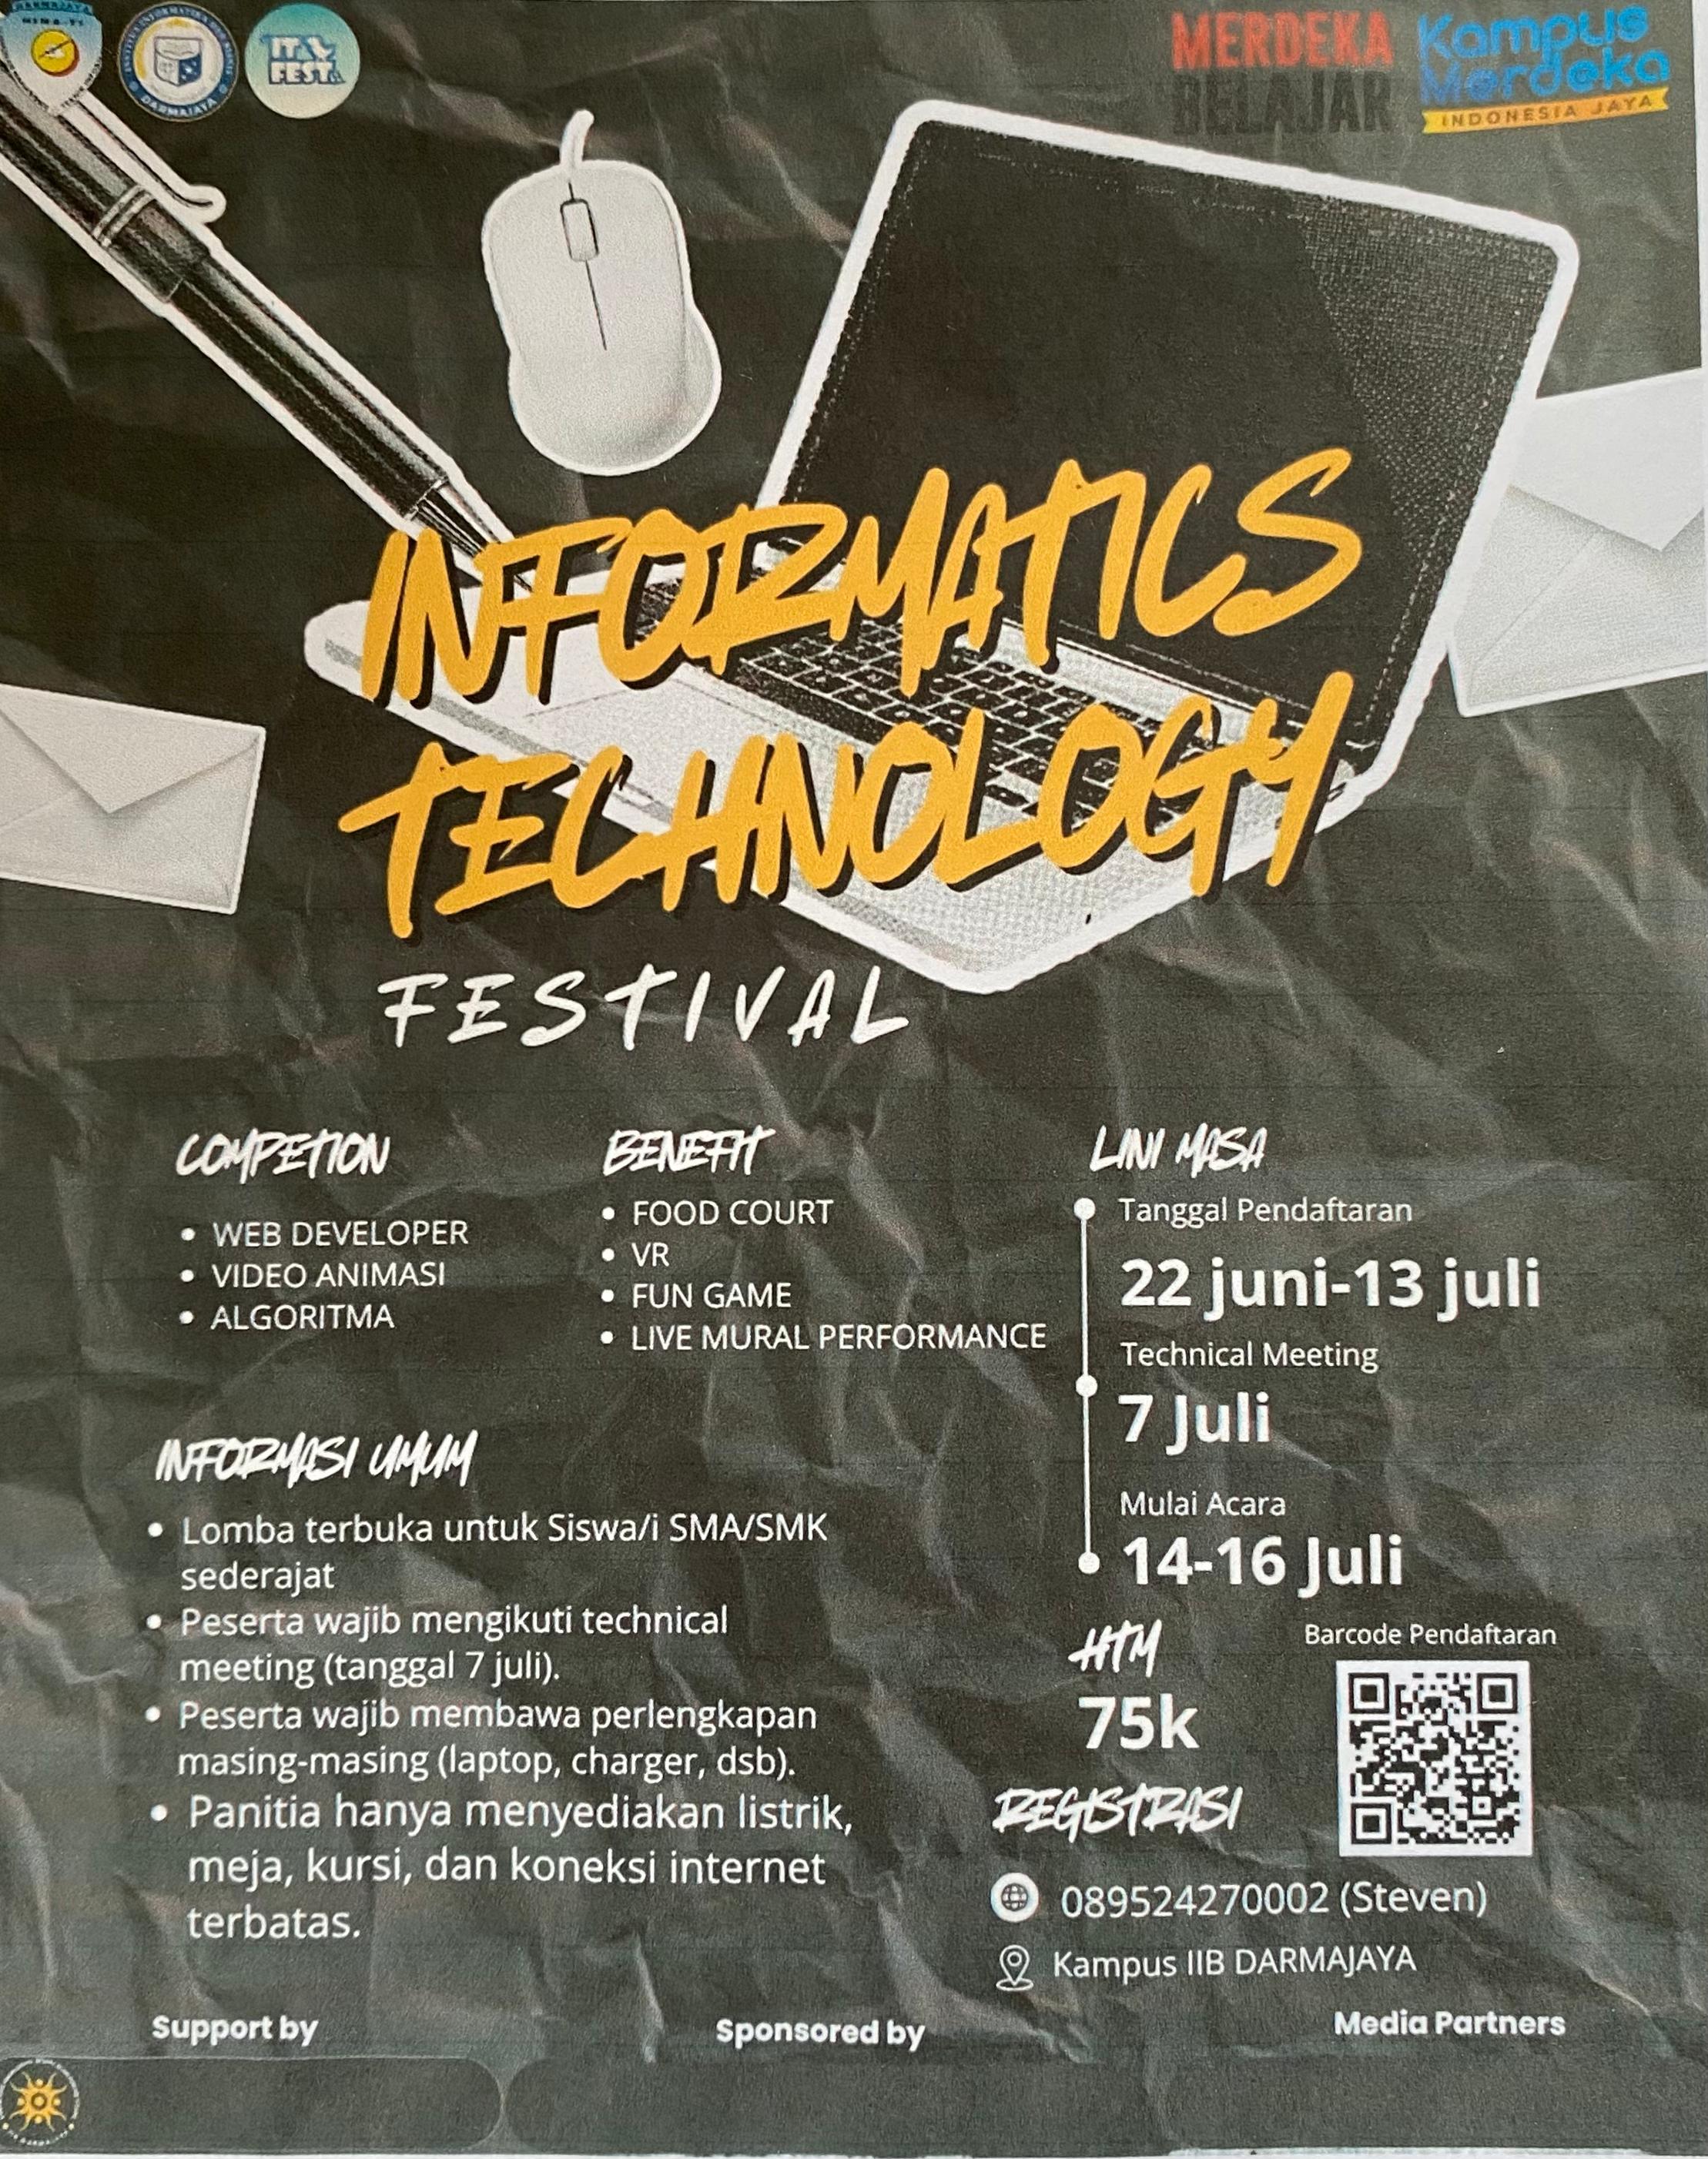 DARMAJAYA
IT
FEST
MERDEKA
BELAJAR
Kampus
Merdeka
INDONESIA JAYA
INFORMATICS
TECHNOLOGY
FESTIVAL
COMPETION
• WEB DEVELOPER
• VIDEO ANIMASI
• ALGORITMA
BENEFIT
• FOOD COURT
• VR
• FUN GAME
• LIVE MURAL PERFORMANCE
LINI MASA
Tanggal Pendaftaran
22 juni-13 juli
Technical Meeting
7 Juli
Mulai Acara
14-16 Juli
INFORMASI UMUM
• Lomba terbuka untuk Siswa/i SMA/SMK
sederajat
• Peserta wajib mengikuti technical
meeting (tanggal 7 juli).
• Peserta wajib membawa perlengkapan
masing-masing (laptop, charger, dsb).
• Panitia hanya menyediakan listrik,
meja, kursi, dan koneksi internet
terbatas.
HTM
75k
Barcode Pendaftaran
REGISTRASI
089524270002 (Steven)
Kampus IIB DARMAJAYA
Support by
Sponsored by
Media Partners